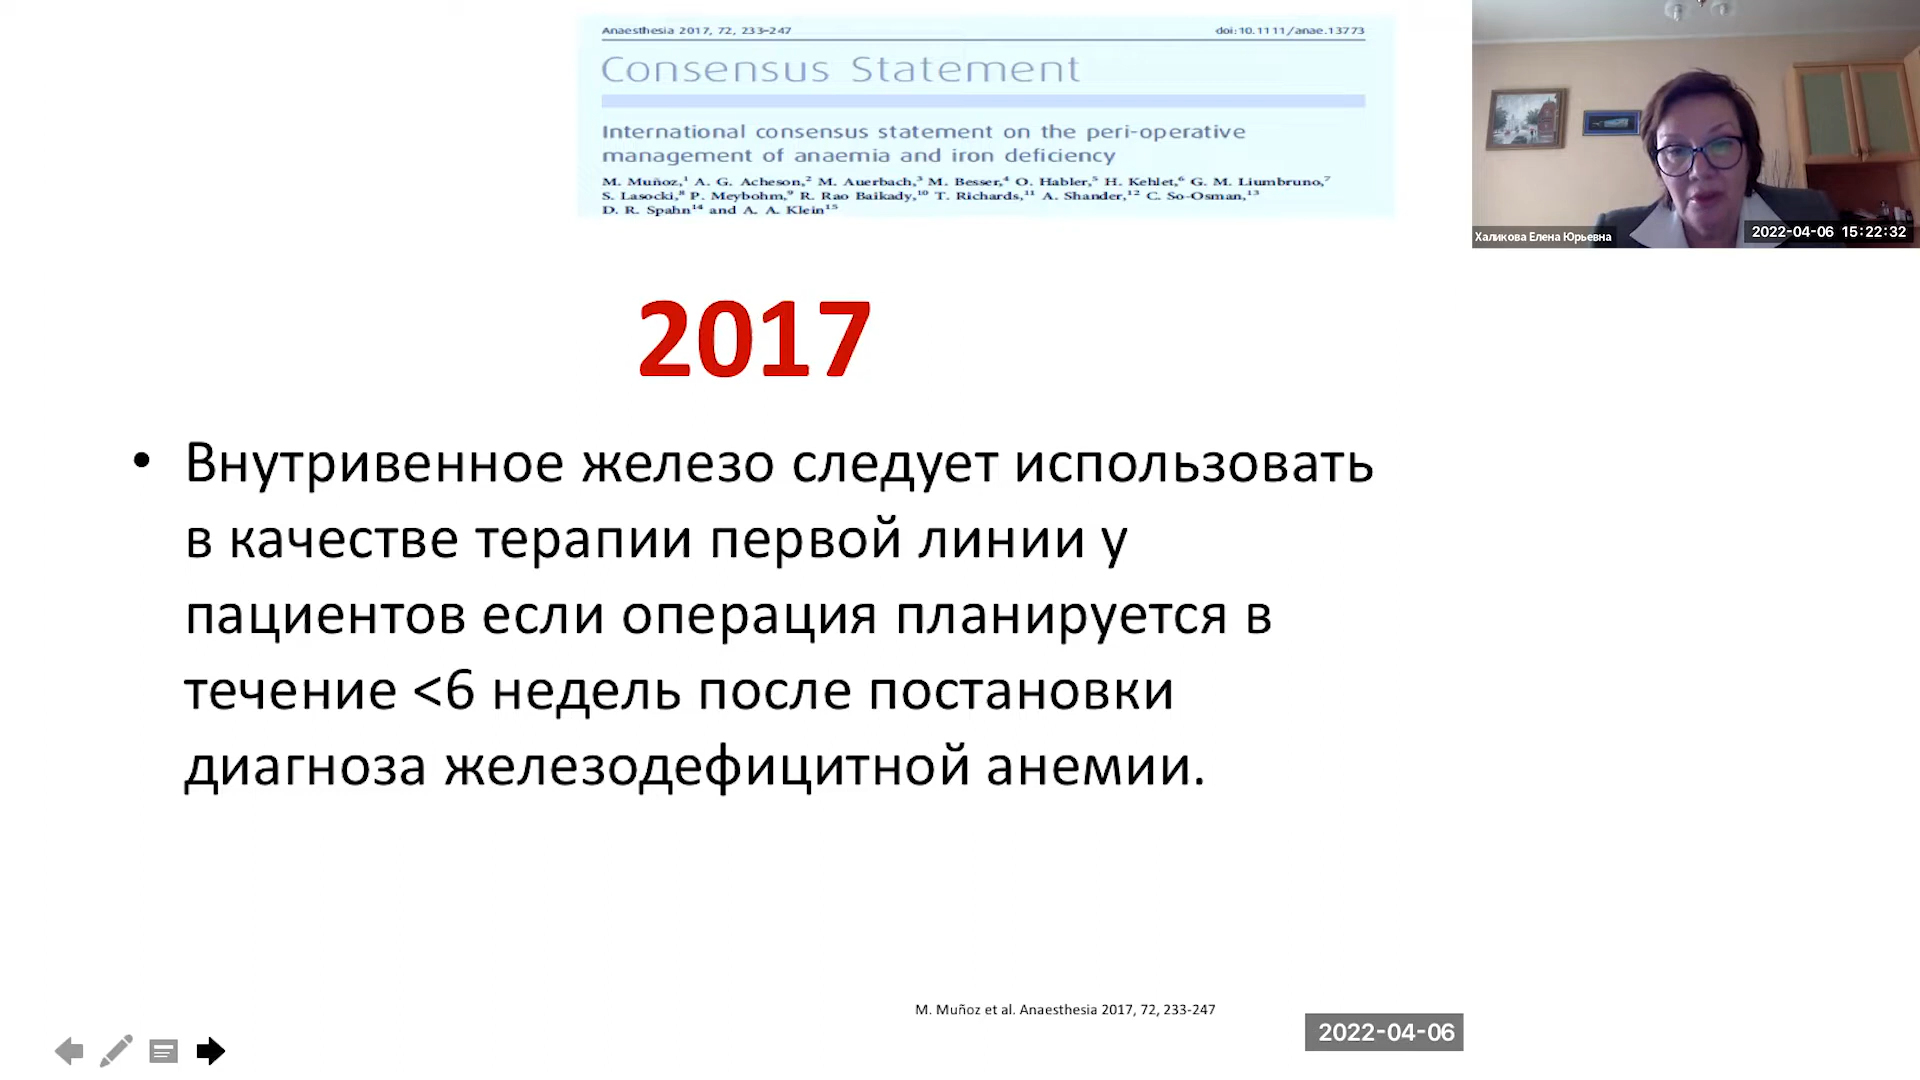 Anaesthesia 2017, 72, 233–247
doi:10.1111/anae.13773
Consensus Statement
International consensus statement on the peri-operative
management of anaemia and iron deficiency
M. Muñoz,¹ A. G. Acheson,² M. Auerbach,³ M. Besser,⁴ O. Habler,⁵ H. Kehlet,⁶ G. M. Liumbruno,⁷
S. Lasocki,⁸ P. Meybohm,⁹ R. Rao Baikady,¹⁰ T. Richards,¹¹ A. Shander,¹² C. So-Osman,¹³
D. R. Spahn¹⁴ and A. A. Klein¹⁵
Халикова Елена Юрьевна
2022-04-06 15:22:32
2017
• Внутривенное железо следует использовать
в качестве терапии первой линии у
пациентов если операция планируется в
течение <6 недель после постановки
диагноза железодефицитной анемии.
M. Muñoz et al. Anaesthesia 2017, 72, 233-247
2022-04-06